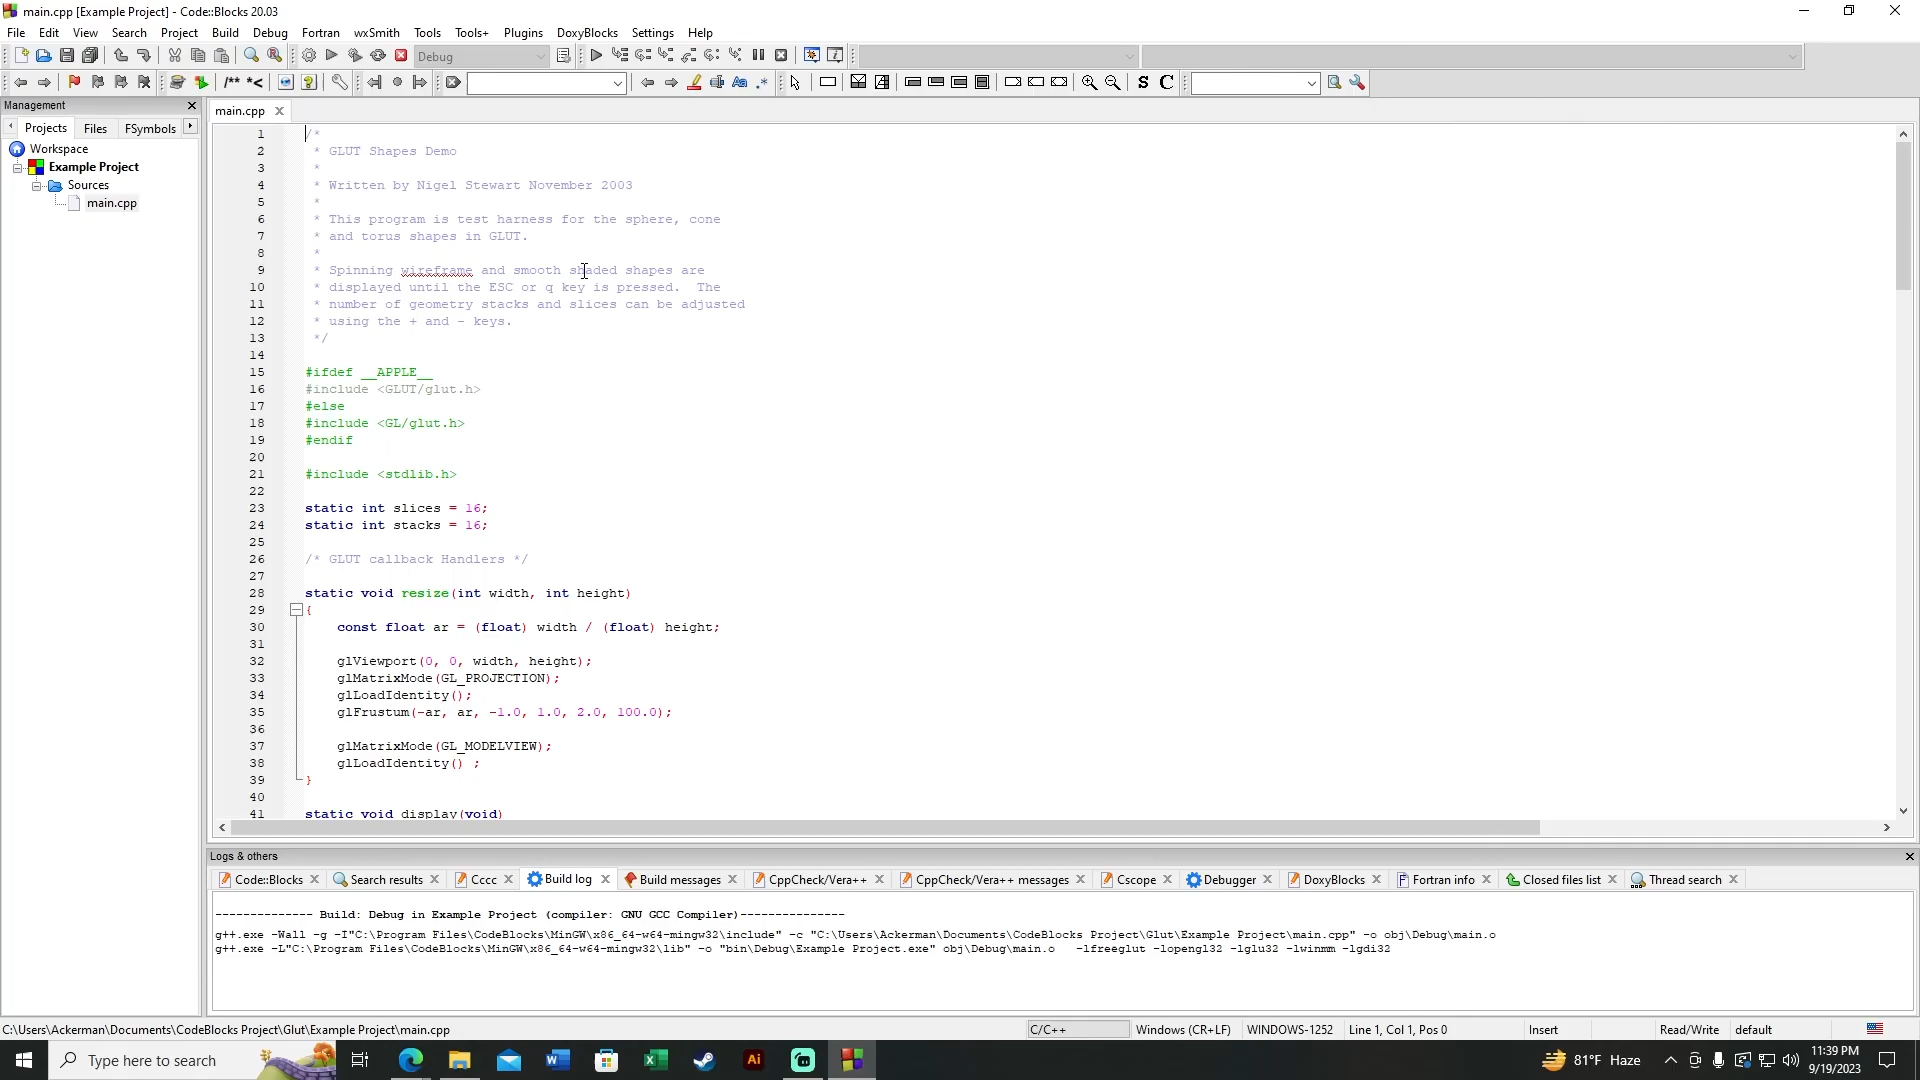 main.cpp [Example Project] - Code::Blocks 20.03
File Edit View Search Project Build Debug Fortran wxSmith Tools Tools+ Plugins DoxyBlocks Settings Help
Debug
/** *<
Aa .* S C
Management
Projects Files FSymbols
Workspace
Example Project
Sources
main.cpp
main.cpp
1 /*
2 * GLUT Shapes Demo
3 *
4 * Written by Nigel Stewart November 2003
5 *
6 * This program is test harness for the sphere, cone
7 * and torus shapes in GLUT.
8 *
9 * Spinning wireframe and smooth shaded shapes are
10 * displayed until the ESC or q key is pressed.  The
11 * number of geometry stacks and slices can be adjusted
12 * using the + and - keys.
13 */
14
15 #ifdef __APPLE__
16 #include <GLUT/glut.h>
17 #else
18 #include <GL/glut.h>
19 #endif
20
21 #include <stdlib.h>
22
23 static int slices = 16;
24 static int stacks = 16;
25
26 /* GLUT callback Handlers */
27
28 static void resize(int width, int height)
29 {
30 const float ar = (float) width / (float) height;
31
32 glViewport(0, 0, width, height);
33 glMatrixMode(GL_PROJECTION);
34 glLoadIdentity();
35 glFrustum(-ar, ar, -1.0, 1.0, 2.0, 100.0);
36
37 glMatrixMode(GL_MODELVIEW);
38 glLoadIdentity() ;
39 }
40
41 static void display(void)
Logs & others
Code::Blocks Search results Cccc Build log Build messages CppCheck/Vera++ CppCheck/Vera++ messages Cscope Debugger DoxyBlocks Fortran info Closed files list Thread search
-------------- Build: Debug in Example Project (compiler: GNU GCC Compiler)---------------
g++.exe -Wall -g -I"C:\Program Files\CodeBlocks\MinGW\x86_64-w64-mingw32\include" -c "C:\Users\Ackerman\Documents\CodeBlocks Project\Glut\Example Project\main.cpp" -o obj\Debug\main.o
g++.exe -L"C:\Program Files\CodeBlocks\MinGW\x86_64-w64-mingw32\lib" -o "bin\Debug\Example Project.exe" obj\Debug\main.o   -lfreeglut -lopengl32 -lglu32 -lwinmm -lgdi32
C:\Users\Ackerman\Documents\CodeBlocks Project\Glut\Example Project\main.cpp C/C++ Windows (CR+LF) WINDOWS-1252 Line 1, Col 1, Pos 0 Insert Read/Write default
Type here to search 81°F Haze 11:39 PM
9/19/2023